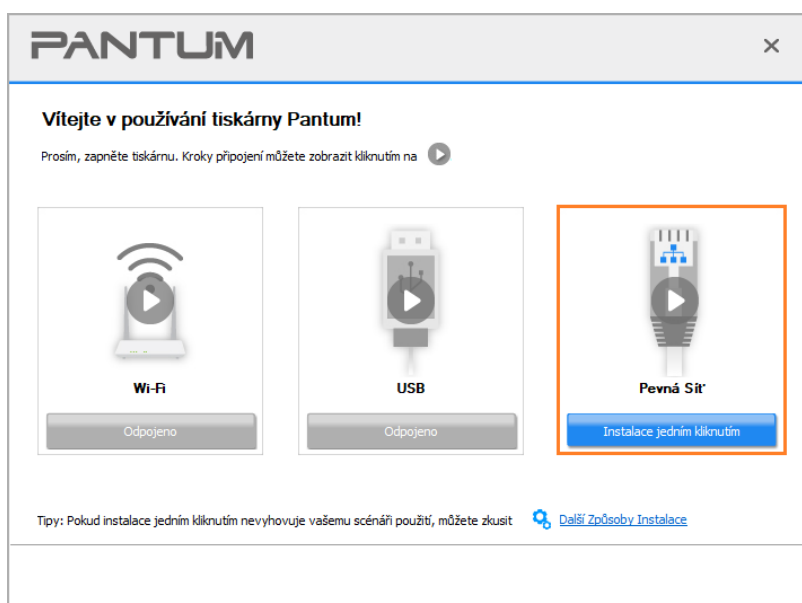 PANTUM
Vítejte v používání tiskárny Pantum!
Prosím, zapněte tiskárnu. Kroky připojení můžete zobrazit kliknutím na
Wi-Fi
USB
Pevná Síť
Odpojeno
Odpojeno
Instalace jedním kliknutím
Tipy: Pokud instalace jedním kliknutím nevyhovuje vašemu scénáři použití, můžete zkusit Další Způsoby Instalace